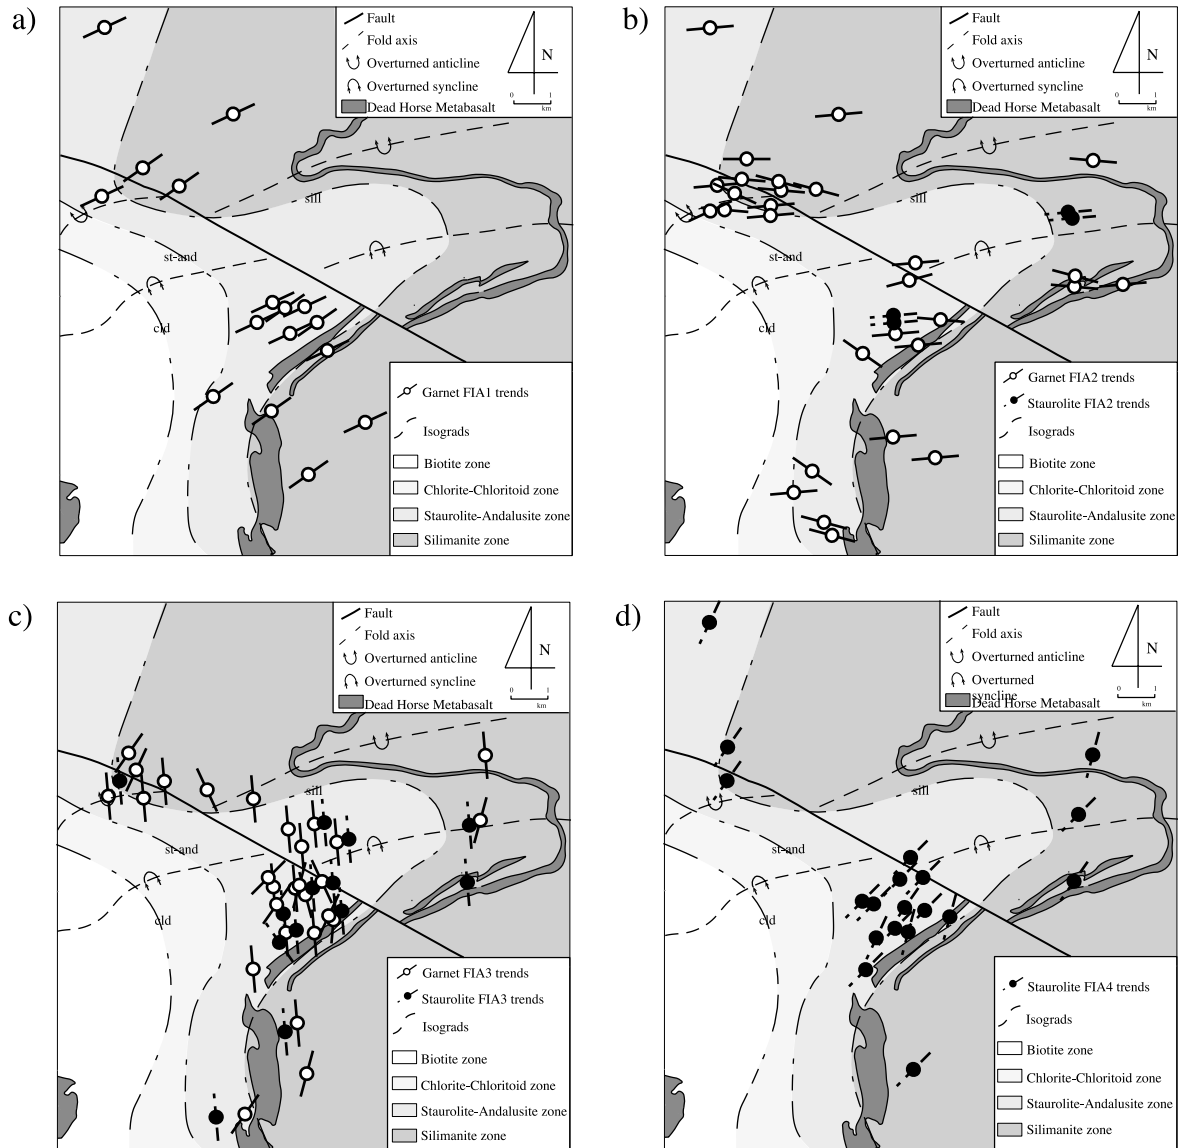 a)
Fault
Fold axis
Overturned anticline
Overturned syncline
Dead Horse Metabasalt
N
0 1
km
sill
st-and
cld
Garnet FIA1 trends
Isograds
Biotite zone
Chlorite-Chloritoid zone
Staurolite-Andalusite zone
Silimanite zone
b)
Fault
Fold axis
Overturned anticline
Overturned syncline
Dead Horse Metabasalt
N
0 1
km
sill
st-and
cld
Garnet FIA2 trends
Staurolite FIA2 trends
Isograds
Biotite zone
Chlorite-Chloritoid zone
Staurolite-Andalusite zone
Silimanite zone
c)
Fault
Fold axis
Overturned anticline
Overturned syncline
Dead Horse Metabasalt
N
0 1
km
sill
st-and
cld
Garnet FIA3 trends
Staurolite FIA3 trends
Isograds
Biotite zone
Chlorite-Chloritoid zone
Staurolite-Andalusite zone
Silimanite zone
d)
Fault
Fold axis
Overturned anticline
Overturned
syncline
Dead Horse Metabasalt
N
0 1
km
sill
st-and
cld
Staurolite FIA4 trends
Isograds
Biotite zone
Chlorite-Chloritoid zone
Staurolite-Andalusite zone
Silimanite zone